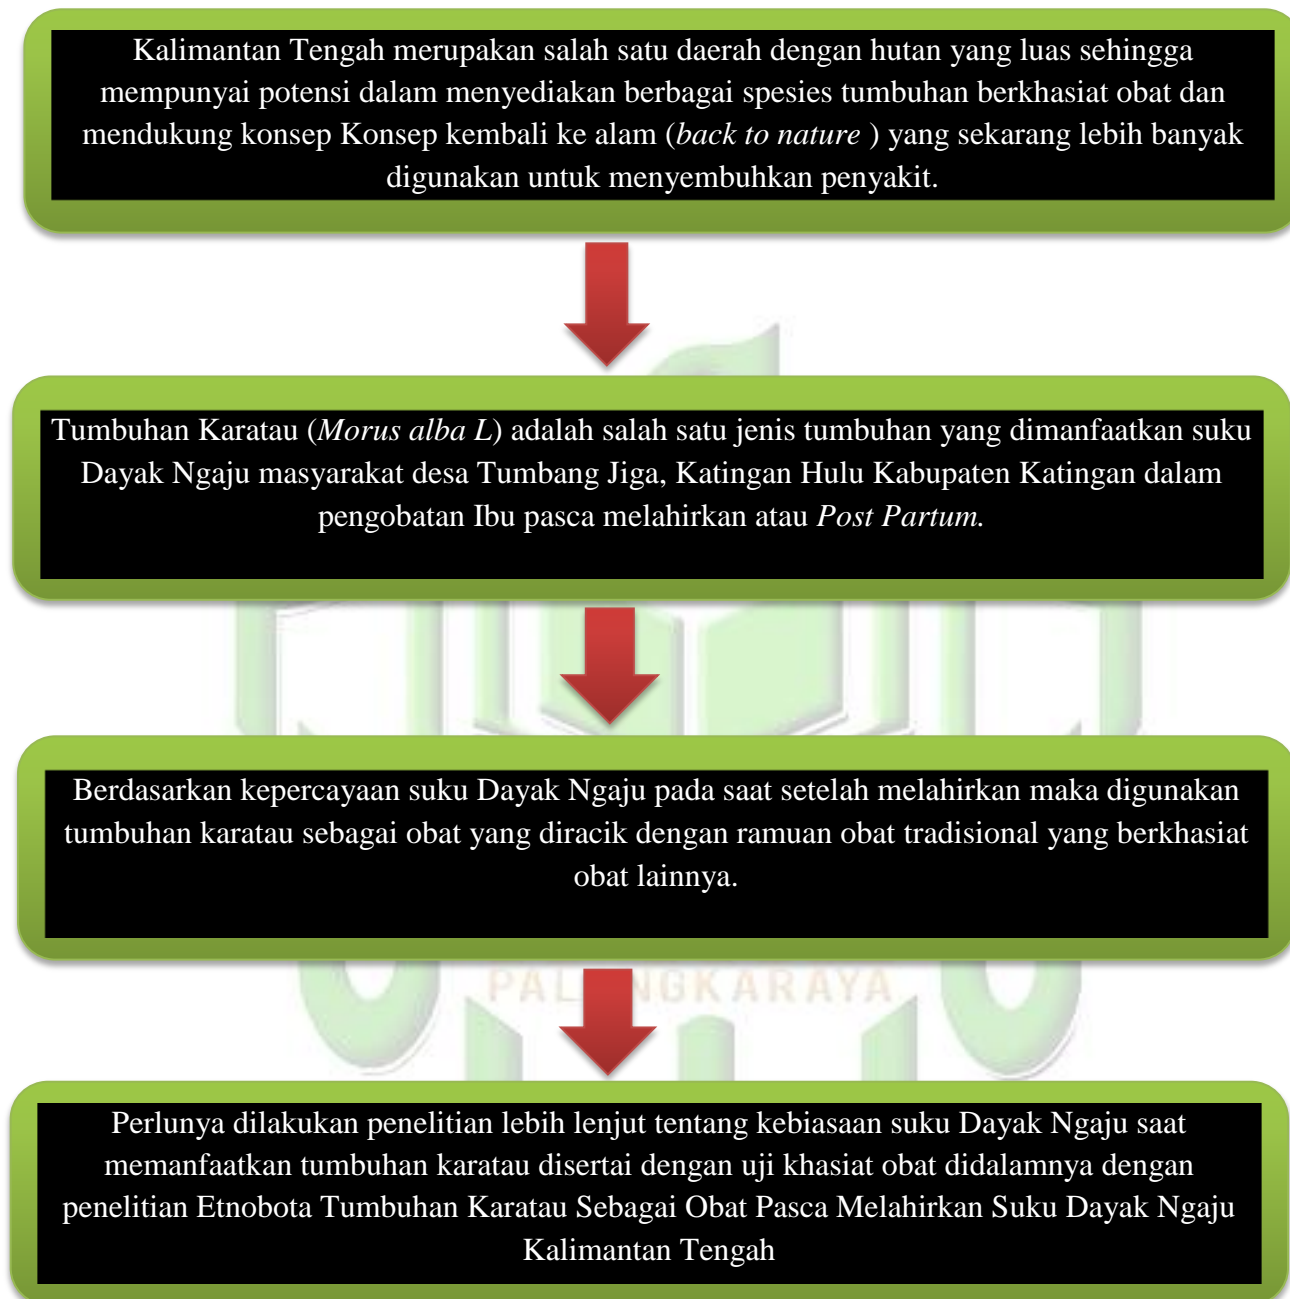 Kalimantan Tengah merupakan salah satu daerah dengan hutan yang luas sehingga
mempunyai potensi dalam menyediakan berbagai spesies tumbuhan berkhasiat obat dan
mendukung konsep Konsep kembali ke alam (back to nature ) yang sekarang lebih banyak
digunakan untuk menyembuhkan penyakit.
Tumbuhan Karatau (Morus alba L) adalah salah satu jenis tumbuhan yang dimanfaatkan suku
Dayak Ngaju masyarakat desa Tumbang Jiga, Katingan Hulu Kabupaten Katingan dalam
pengobatan Ibu pasca melahirkan atau Post Partum.
Berdasarkan kepercayaan suku Dayak Ngaju pada saat setelah melahirkan maka digunakan
tumbuhan karatau sebagai obat yang diracik dengan ramuan obat tradisional yang berkhasiat
obat lainnya.
Perlunya dilakukan penelitian lebih lenjut tentang kebiasaan suku Dayak Ngaju saat
memanfaatkan tumbuhan karatau disertai dengan uji khasiat obat didalamnya dengan
penelitian Etnobota Tumbuhan Karatau Sebagai Obat Pasca Melahirkan Suku Dayak Ngaju
Kalimantan Tengah